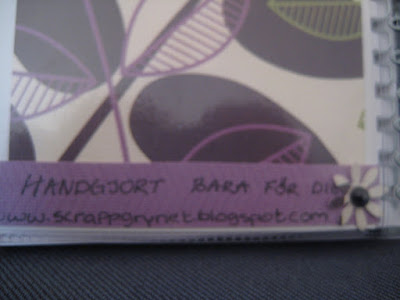 HANDGJORT BARA FÖR DIG
www.scrappgrynet.blogspot.com